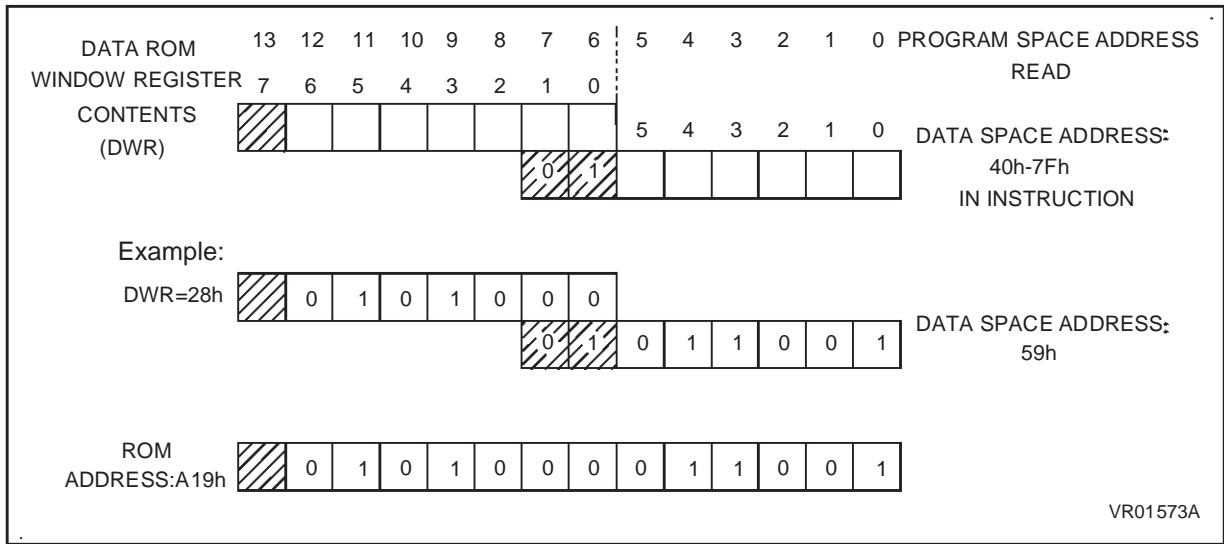 DATA ROM 13 12 11 10 9 8 7 6 5 4 3 2 1 0 PROGRAM SPACE ADDRESS
WINDOW REGISTER 7 6 5 4 3 2 1 0 READ
CONTENTS
(DWR)
5 4 3 2 1 0 DATA SPACE ADDRESS:
0 1 40h-7Fh
IN INSTRUCTION
Example:
DWR=28h 0 1 0 1 0 0 0
0 1 0 1 1 0 0 1 DATA SPACE ADDRESS:
59h
ROM
ADDRESS:A19h 0 1 0 1 0 0 0 0 1 1 0 0 1
VR01573A